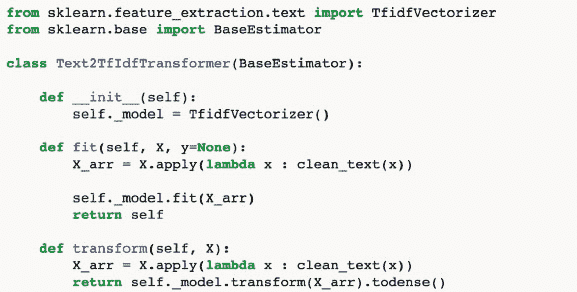 from sklearn.feature_extraction.text import TfidfVectorizer
from sklearn.base import BaseEstimator
class Text2TfIdfTransformer(BaseEstimator):
    def __init__(self):
        self._model = TfidfVectorizer()
    def fit(self, X, y=None):
        X_arr = X.apply(lambda x : clean_text(x))
        self._model.fit(X_arr)
        return self
    def transform(self, X):
        X_arr = X.apply(lambda x : clean_text(x))
        return self._model.transform(X_arr).todense()